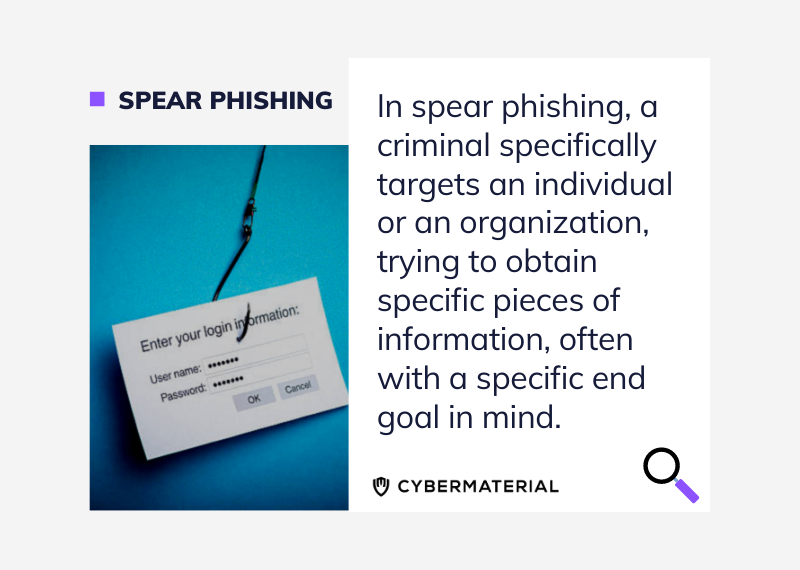 SPEAR PHISHING
In spear phishing, a
criminal specifically
targets an individual
or an organization,
trying to obtain
specific pieces of
information, often
with a specific end
goal in mind.
Enter your login information:
User name:
Password:
OK Cancel
CYBERMATERIAL